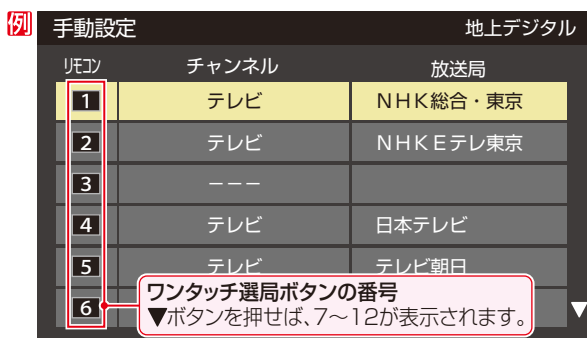 例
手動設定 地上デジタル
リモコン チャンネル 放送局
1 テレビ NHK総合・東京
2 テレビ NHKEテレ東京
3 −−−
4 テレビ 日本テレビ
5 テレビ テレビ朝日
6
ワンタッチ選局ボタンの番号
▼ボタンを押せば、7〜12が表示されます。
▼